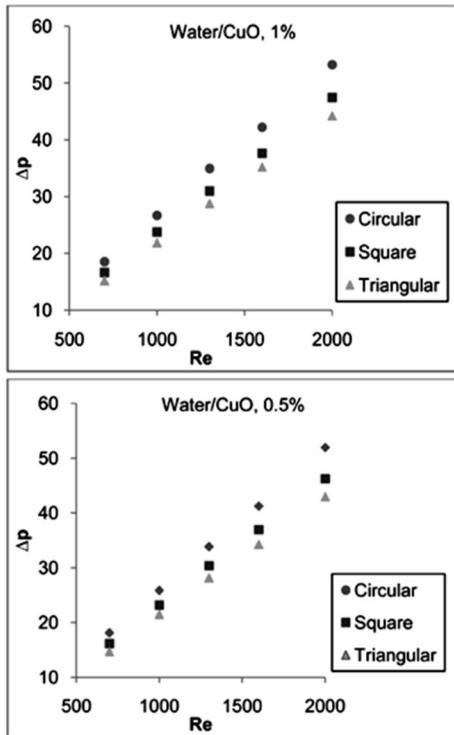 Water/CuO, 1%
60
50
40
30
20
10
Δp
Circular
Square
Triangular
500 1000 1500 2000
Re
Water/CuO, 0.5%
60
50
40
30
20
10
Δp
Circular
Square
Triangular
500 1000 1500 2000
Re